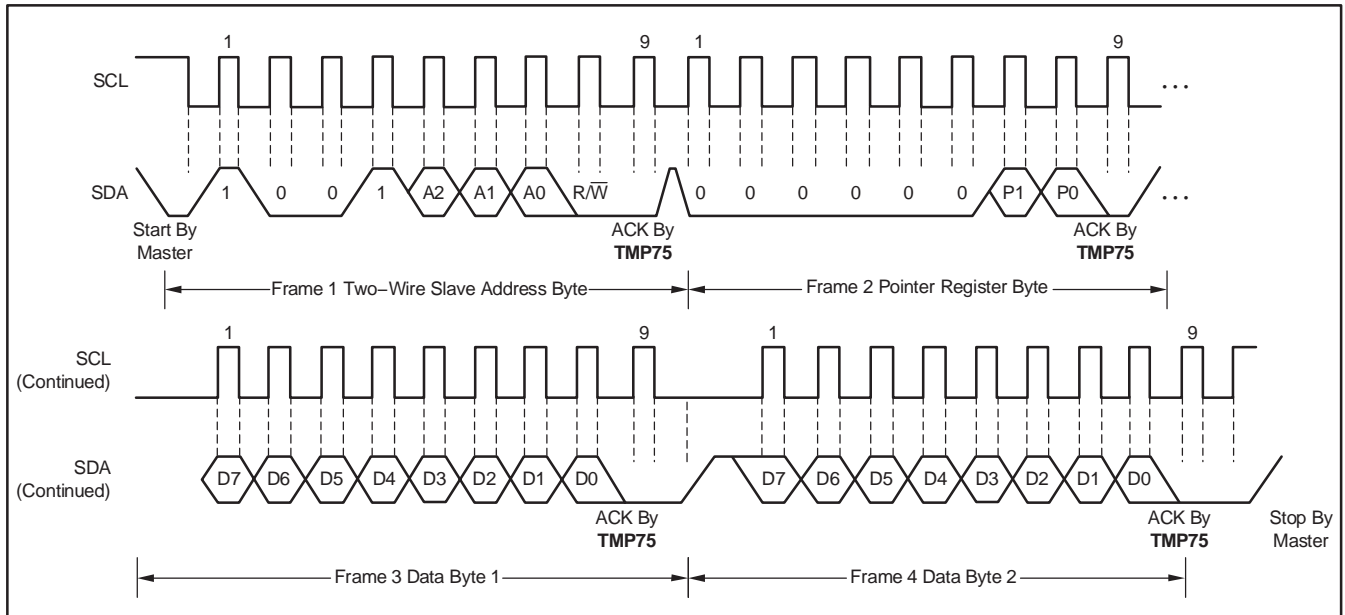 1 9 1 9
SCL ...
SDA 1 0 0 1 A2 A1 A0 R/W̅ 0 0 0 0 0 0 P1 P0 ...
Start By Master
ACK By TMP75
ACK By TMP75
Frame 1 Two−Wire Slave Address Byte
Frame 2 Pointer Register Byte
1 9 1 9
SCL (Continued)
SDA (Continued) D7 D6 D5 D4 D3 D2 D1 D0 D7 D6 D5 D4 D3 D2 D1 D0
ACK By TMP75
ACK By TMP75
Stop By Master
Frame 3 Data Byte 1
Frame 4 Data Byte 2